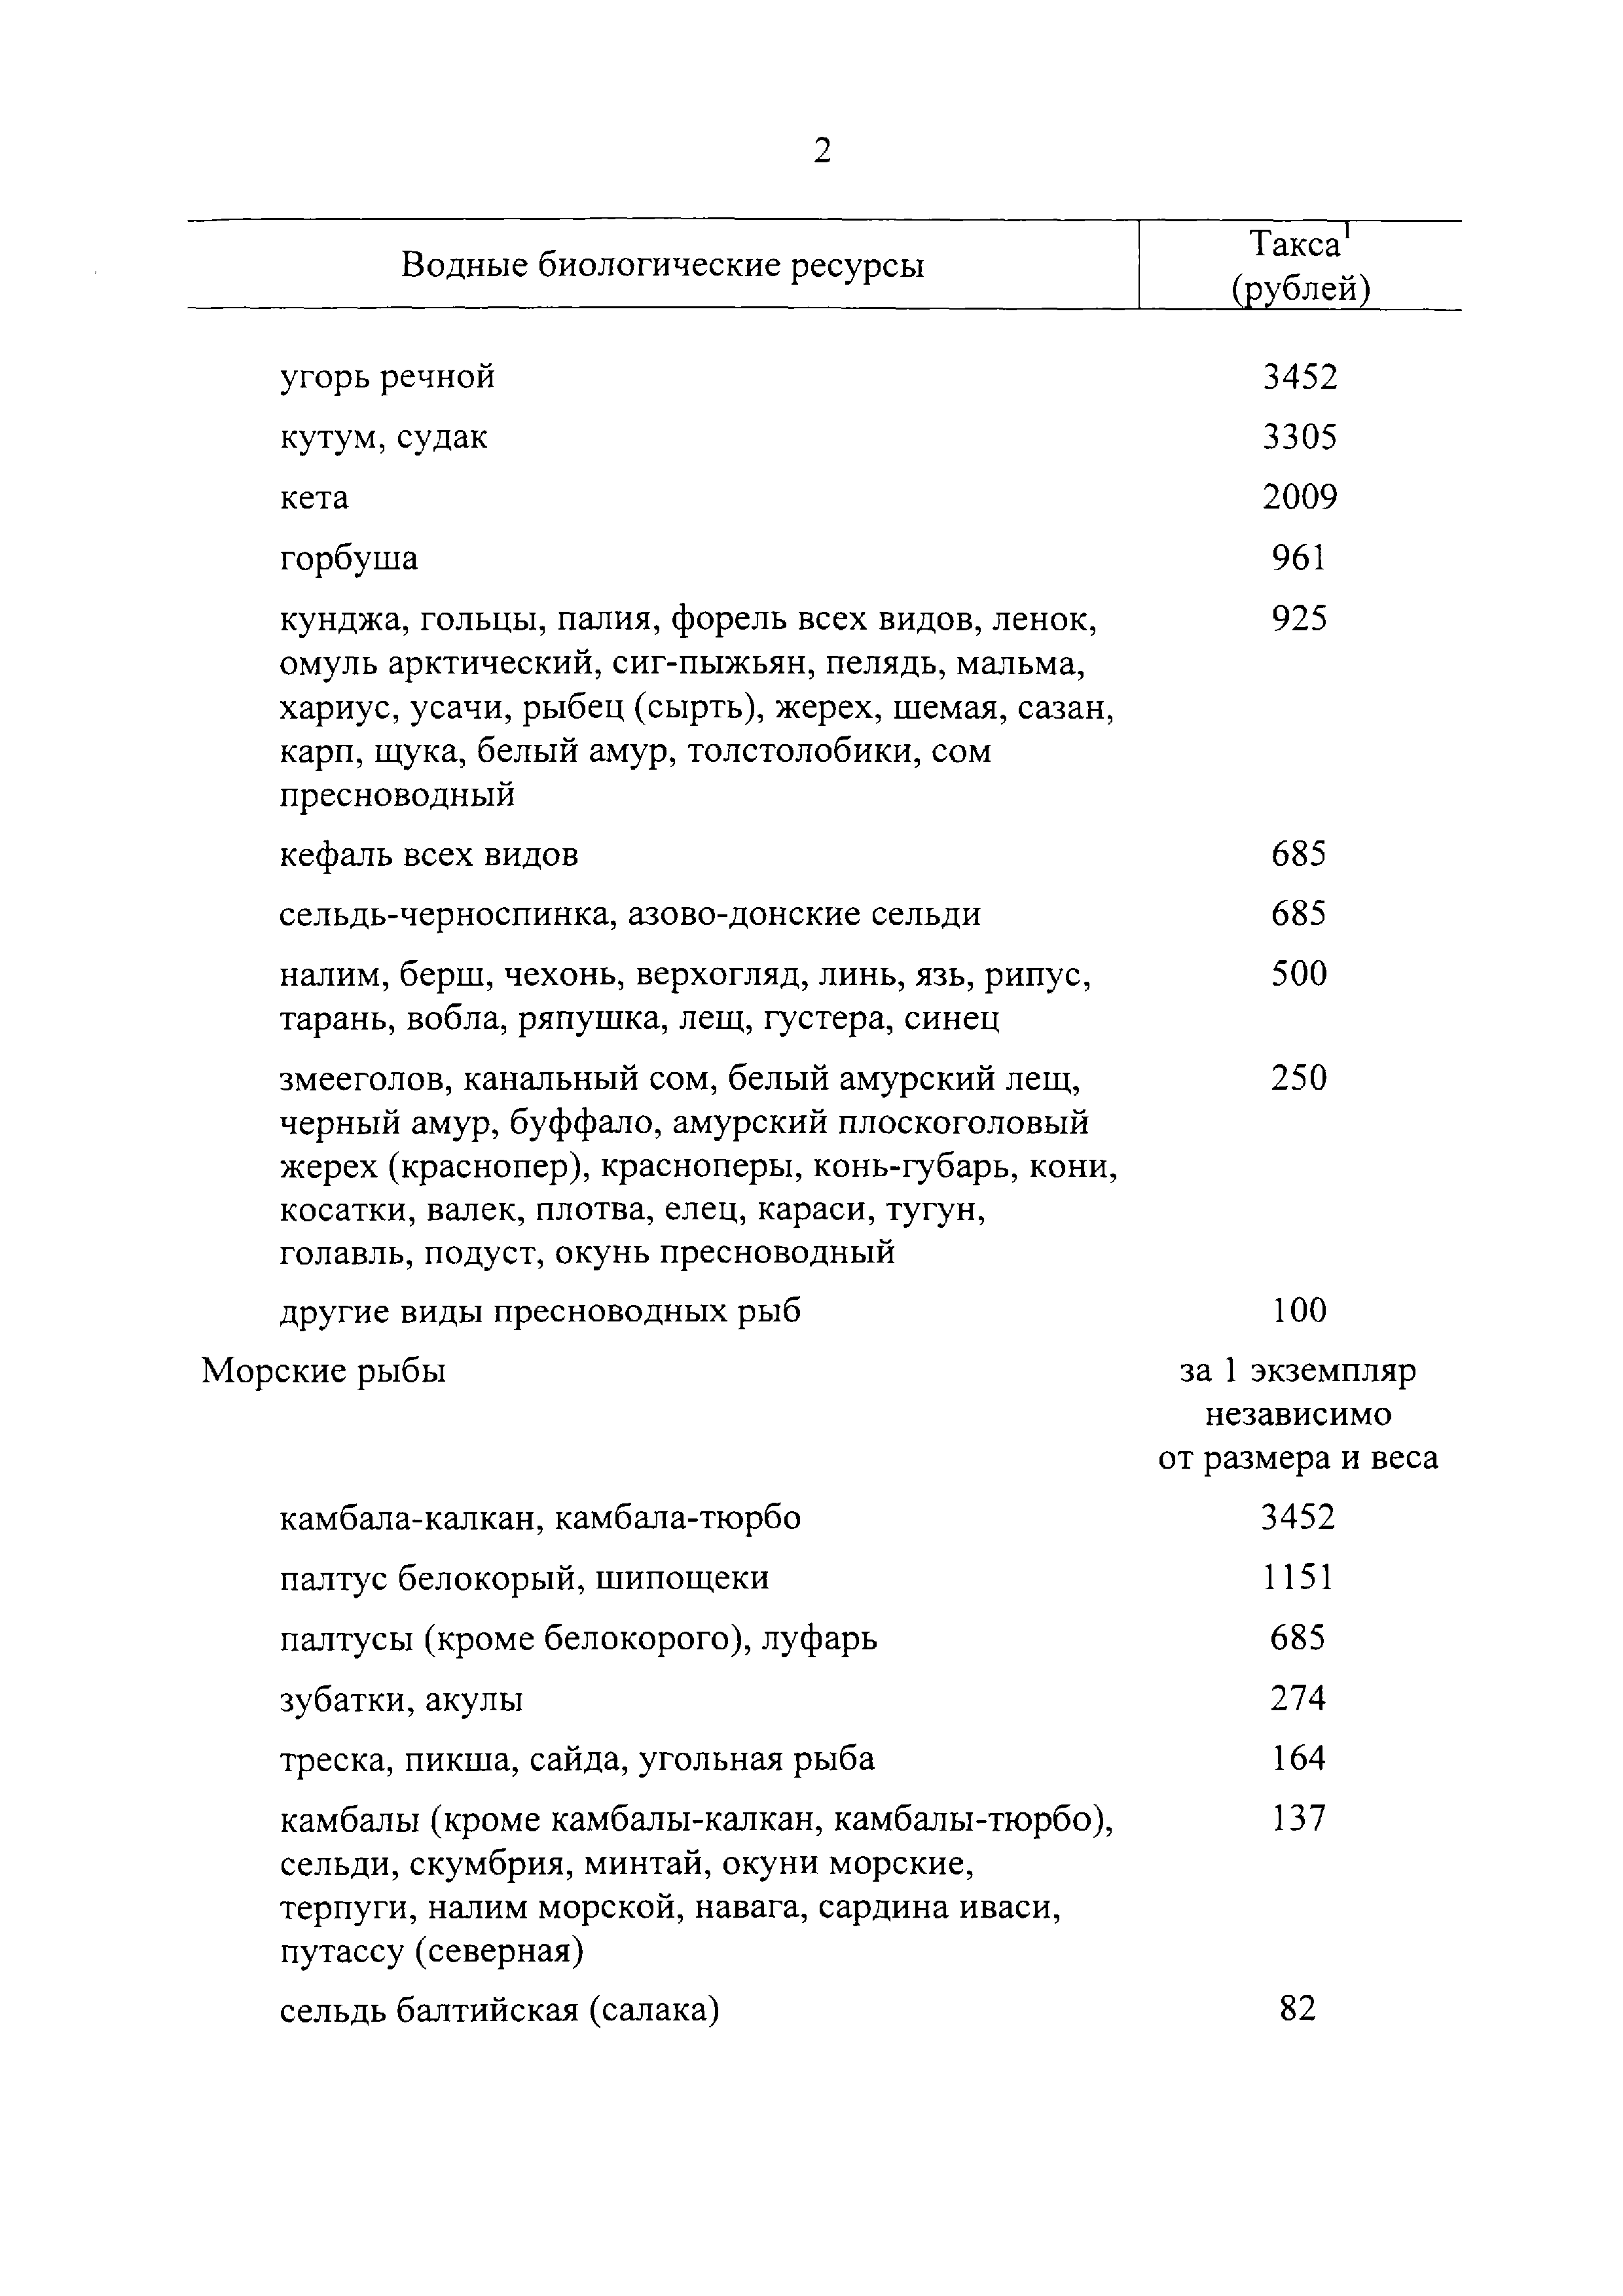 2
Водные биологические ресурсы
Такса¹
(рублей)
угорь речной 3452
кутум, судак 3305
кета 2009
горбуша 961
кунджа, гольцы, палия, форель всех видов, ленок, 925
омуль арктический, сиг-пыжьян, пелядь, мальма,
хариус, усачи, рыбец (сырть), жерех, шемая, сазан,
карп, щука, белый амур, толстолобики, сом
пресноводный
кефаль всех видов 685
сельдь-черноспинка, азово-донские сельди 685
налим, берш, чехонь, верхогляд, линь, язь, рипус, 500
тарань, вобла, ряпушка, лещ, густера, синец
змееголов, канальный сом, белый амурский лещ, 250
черный амур, буффало, амурский плоскоголовый
жерех (краснопер), красноперы, конь-губарь, кони,
косатки, валек, плотва, елец, караси, тугун,
голавль, подуст, окунь пресноводный
другие виды пресноводных рыб 100
Морские рыбы за 1 экземпляр
независимо
от размера и веса
камбала-калкан, камбала-тюрбо 3452
палтус белокорый, шипощеки 1151
палтусы (кроме белокорого), луфарь 685
зубатки, акулы 274
треска, пикша, сайда, угольная рыба 164
камбалы (кроме камбалы-калкан, камбалы-тюрбо), 137
сельди, скумбрия, минтай, окуни морские,
терпуги, налим морской, навага, сардина иваси,
путассу (северная)
сельдь балтийская (салака) 82